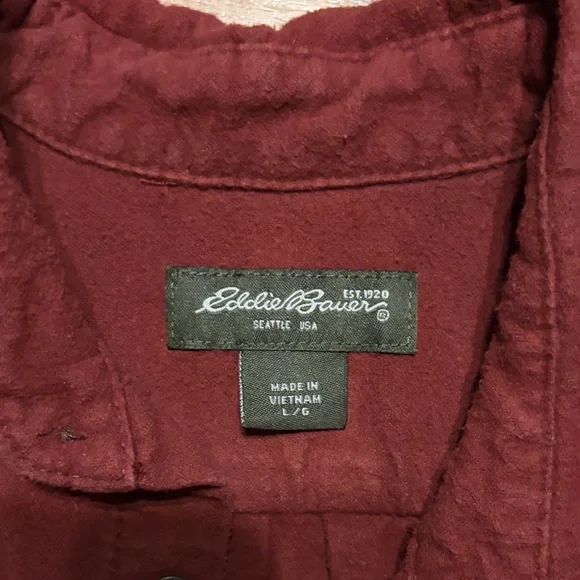 EST. 1920
Eddie Bauer®
SEATTLE USA
MADE IN
VIETNAM
L/G